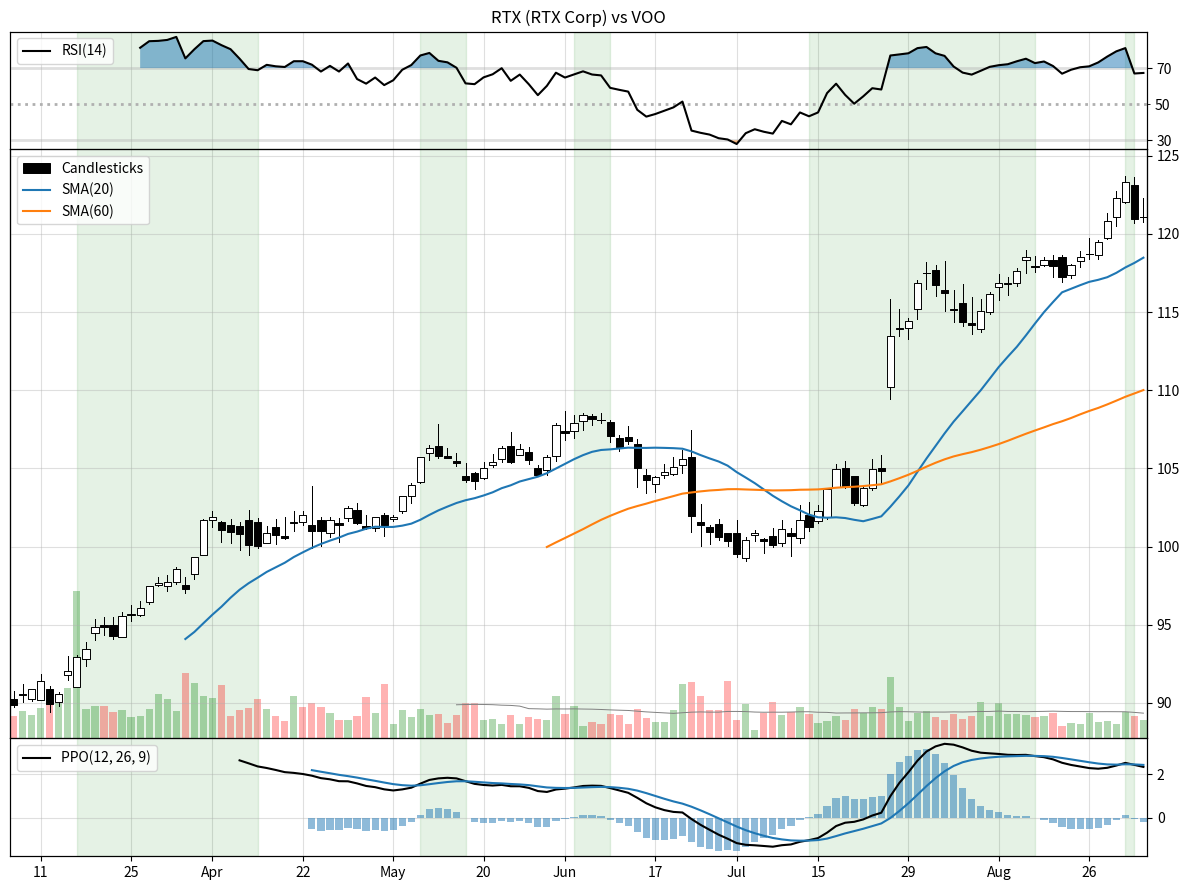 RTX (RTX Corp) vs VOO
RSI(14)
70
50
30
Candlesticks
SMA(20)
SMA(60)
125
120
115
110
105
100
95
90
PPO(12, 26, 9)
2
0
11 25 Apr 22 May 20 Jun 17 Jul 15 29 Aug 26